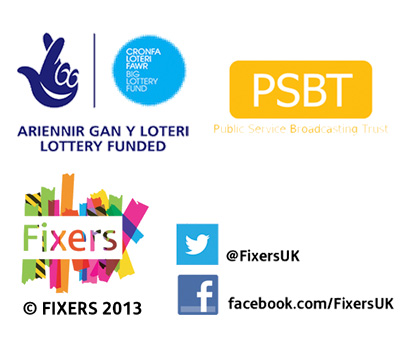 CRONFA
LOTERI
FAWR
BIG
LOTTERY
FUND
ARIENNIR GAN Y LOTERI
LOTTERY FUNDED
PSBT
Public Service Broadcasting Trust
Fixers
© FIXERS 2013
@FixersUK
facebook.com/FixersUK